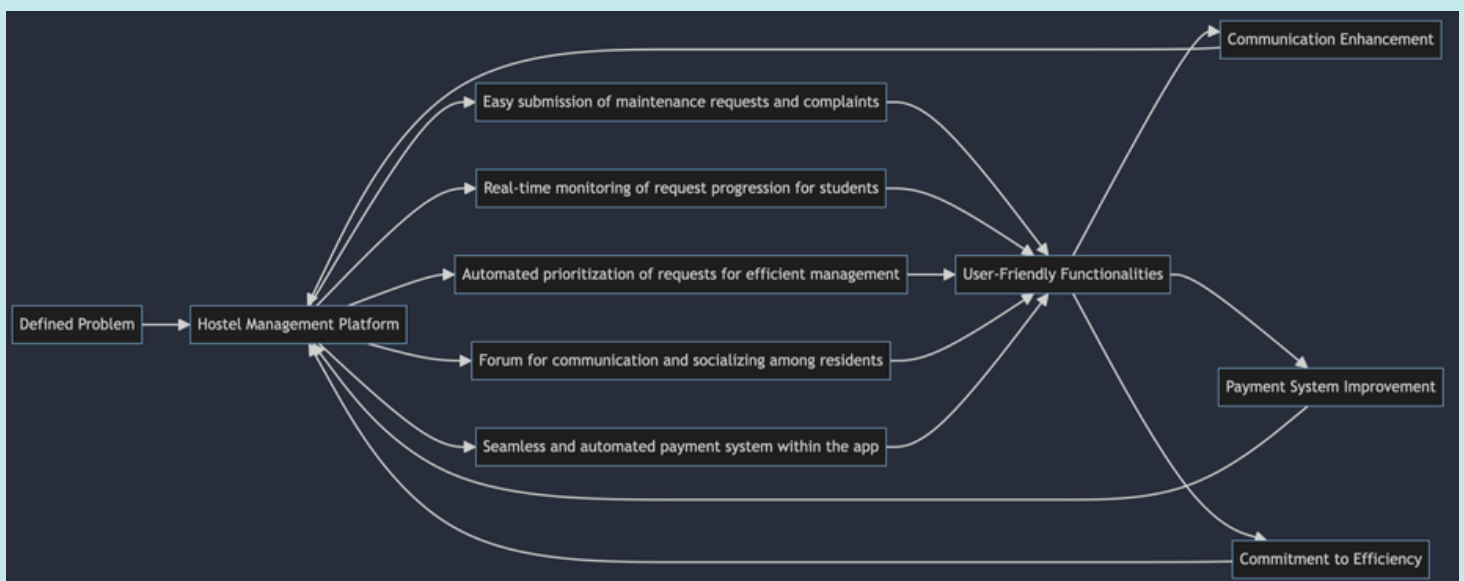 Communication Enhancement
Easy submission of maintenance requests and complaints
Real-time monitoring of request progression for students
Automated prioritization of requests for efficient management
User-Friendly Functionalities
Defined Problem
Hostel Management Platform
Forum for communication and socializing among residents
Payment System Improvement
Seamless and automated payment system within the app
Commitment to Efficiency